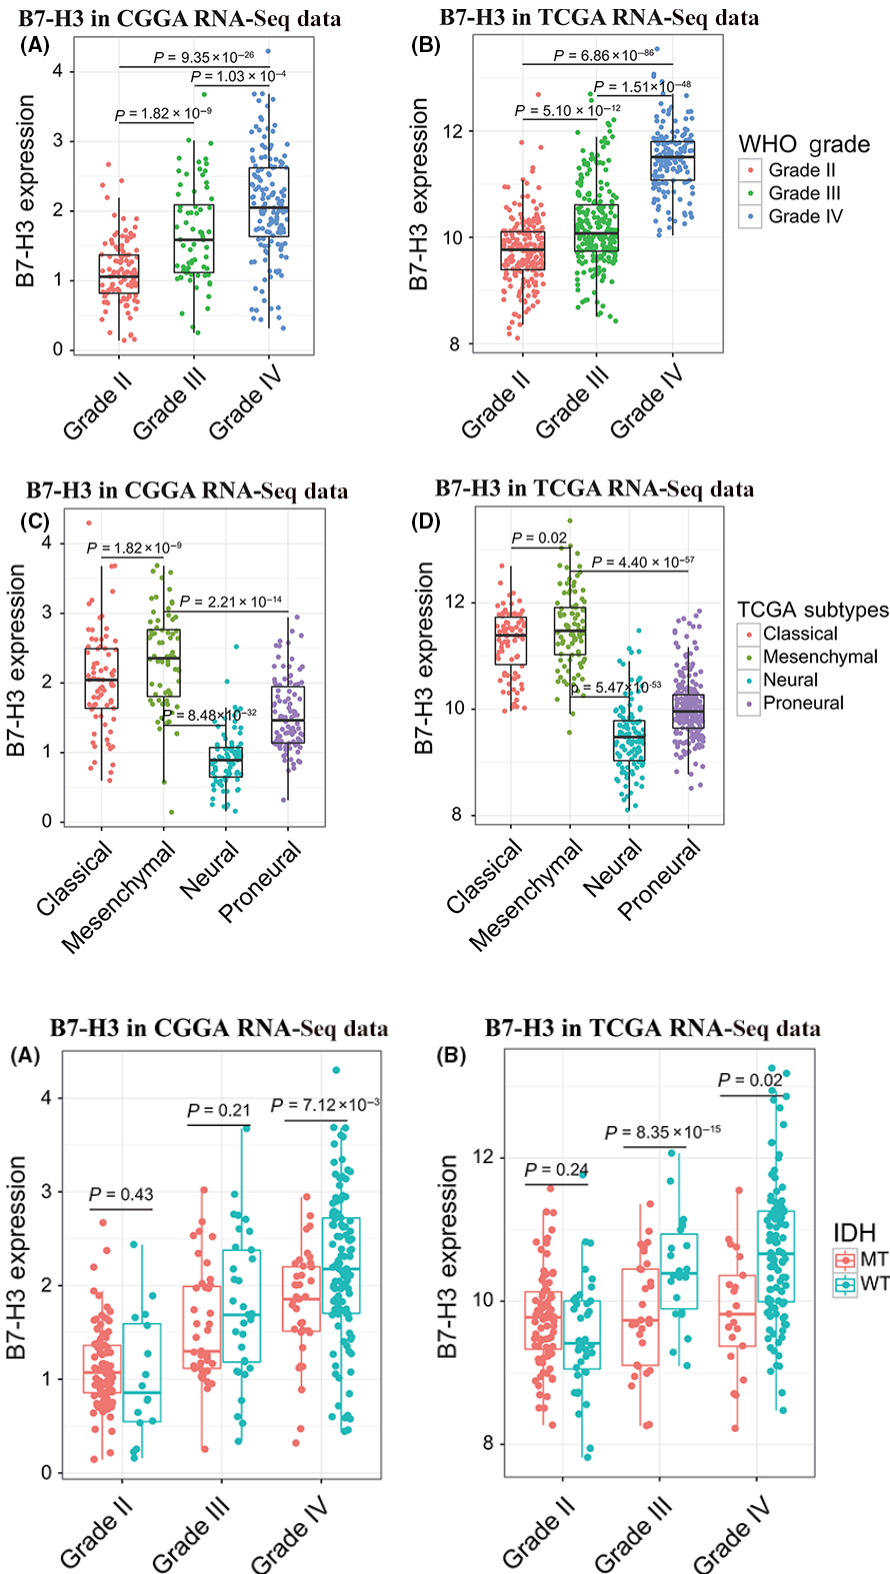 B7-H3 in CGGA RNA-Seq data
(A)
P = 9.35×10–26
P = 1.03 ×10–4
P = 1.82 ×10–9
B7-H3 expression
4
3
2
1
0
Grade II
Grade III
Grade IV
B7-H3 in TCGA RNA-Seq data
(B)
P = 6.86 ×10–86
P = 1.51×10–48
P = 5.10 ×10–12
B7-H3 expression
12
10
8
Grade II
Grade III
Grade IV
WHO grade
Grade II
Grade III
Grade IV
B7-H3 in CGGA RNA-Seq data
(C)
P = 1.82 ×10–9
P = 2.21 ×10–14
P = 8.48×10–32
B7-H3 expression
4
3
2
1
0
Classical
Mesenchymal
Neural
Proneural
B7-H3 in TCGA RNA-Seq data
(D)
P = 0.02
P = 4.40 ×10–57
p = 5.47×10-53
B7-H3 expression
12
10
8
Classical
Mesenchymal
Neural
Proneural
TCGA subtypes
Classical
Mesenchymal
Neural
Proneural
B7-H3 in CGGA RNA-Seq data
(A)
P = 0.43
P = 0.21
P = 7.12×10–3
B7-H3 expression
4
3
2
1
0
Grade II
Grade III
Grade IV
B7-H3 in TCGA RNA-Seq data
(B)
P = 0.24
P = 8.35 ×10–15
P = 0.02
B7-H3 expression
12
10
8
Grade II
Grade III
Grade IV
IDH
MT
WT